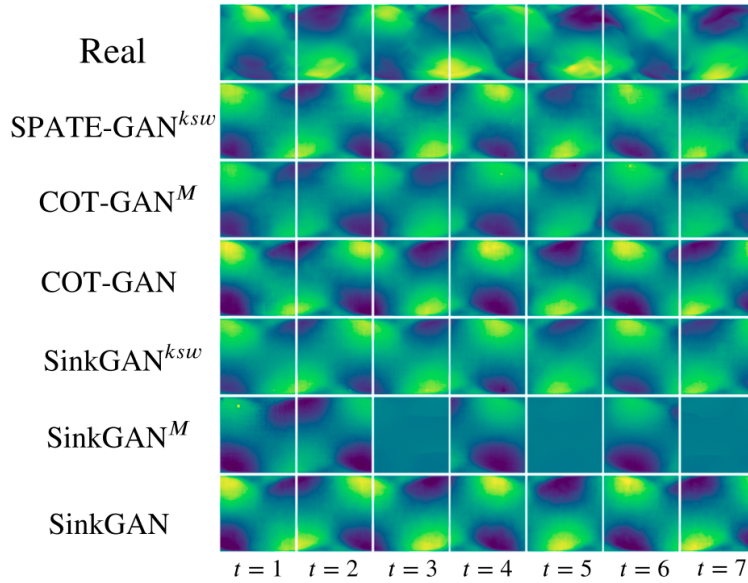 Real
SPATE-GAN^{ksw}
COT-GAN^{M}
COT-GAN
SinkGAN^{ksw}
SinkGAN^{M}
SinkGAN
t = 1 t = 2 t = 3 t = 4 t = 5 t = 6 t = 7